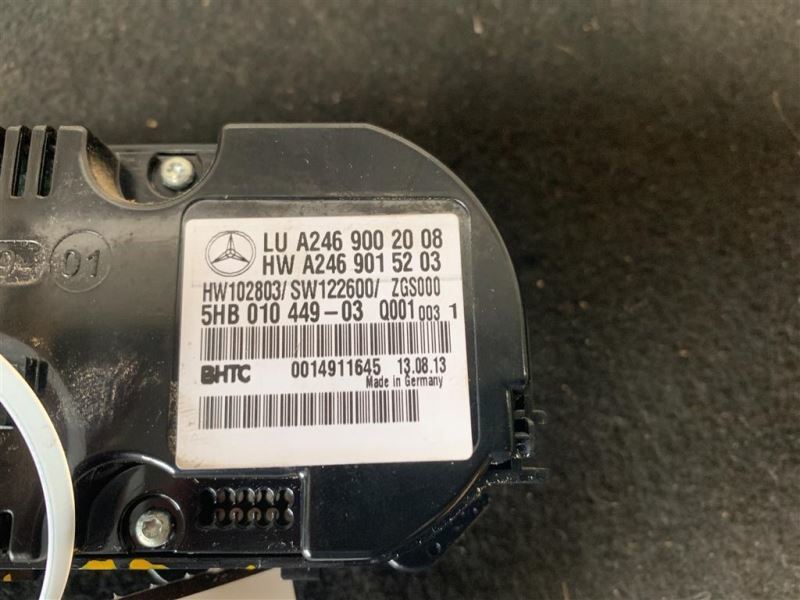 LU A246 900 20 08
HW A246 901 52 03
HW102803/ SW122600/ ZGS000
5HB 010 449-03 Q001 003 1
BHTC 0014911645 13.08.13
Made in Germany
01